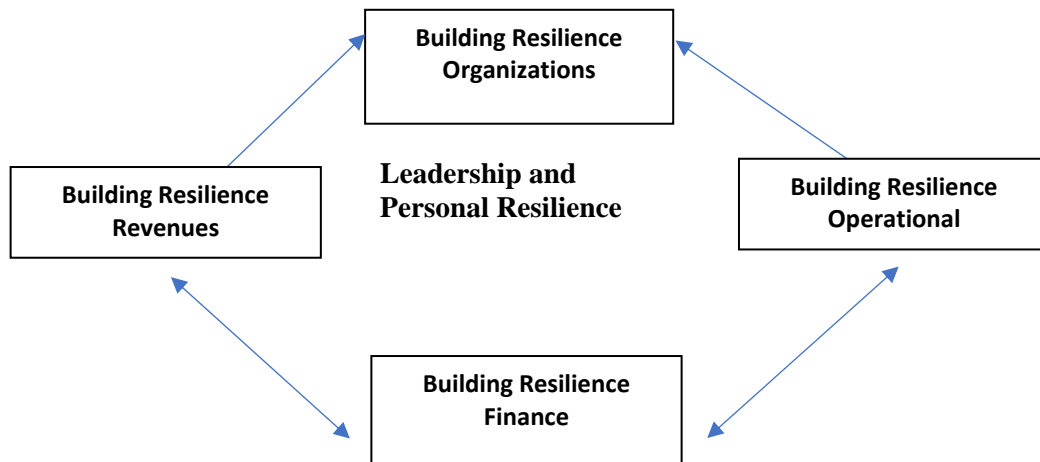 Building Resilience
Organizations
Leadership and
Personal Resilience
Building Resilience
Revenues
Building Resilience
Operational
Building Resilience
Finance